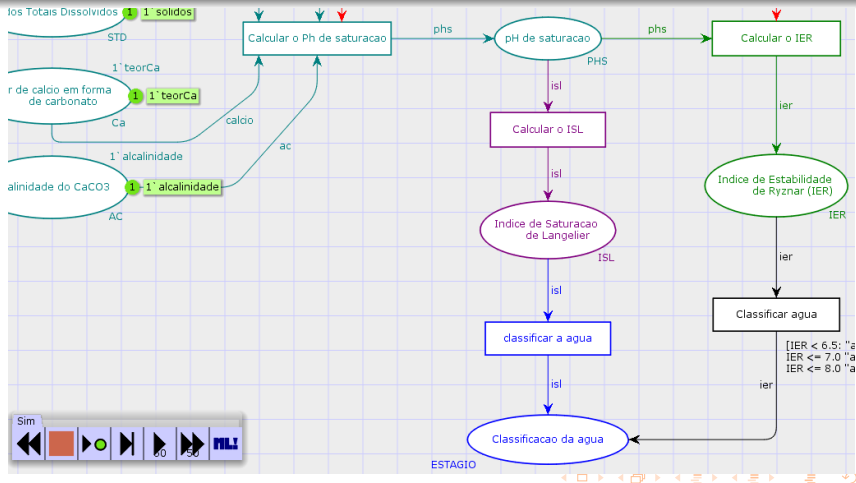 dos Totais Dissolvidos
1 1`solidos
STD
Calcular o Ph de saturacao
phs
pH de saturacao
PHS
phs
Calcular o IER
1`teorCa
r de calcio em forma
de carbonato
1 1`teorCa
Ca
calcio
isl
ier
Calcular o ISL
ac
1`alcalinidade
alinidade do CaCO3
1 1`alcalinidade
AC
isl
Indice de Estabilidade
de Ryznar (IER)
IER
Indice de Saturacao
de Langelier
ISL
ier
isl
Classificar agua
classificar a agua
[IER < 6.5: "a
IER <= 7.0 "a
IER <= 8.0 "a
isl
ier
Classificacao da agua
ESTAGIO
Sim
50
ML!